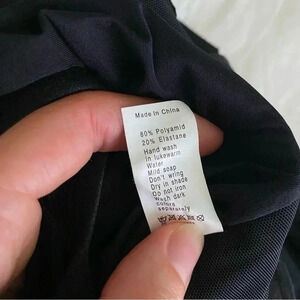 Made In China
80% Polyamid
20% Elastane
Hand wash
in lukewarm
Water
Mild soap
Don't wring
Dry in shade
Do not iron
Wash dark
colors
separately